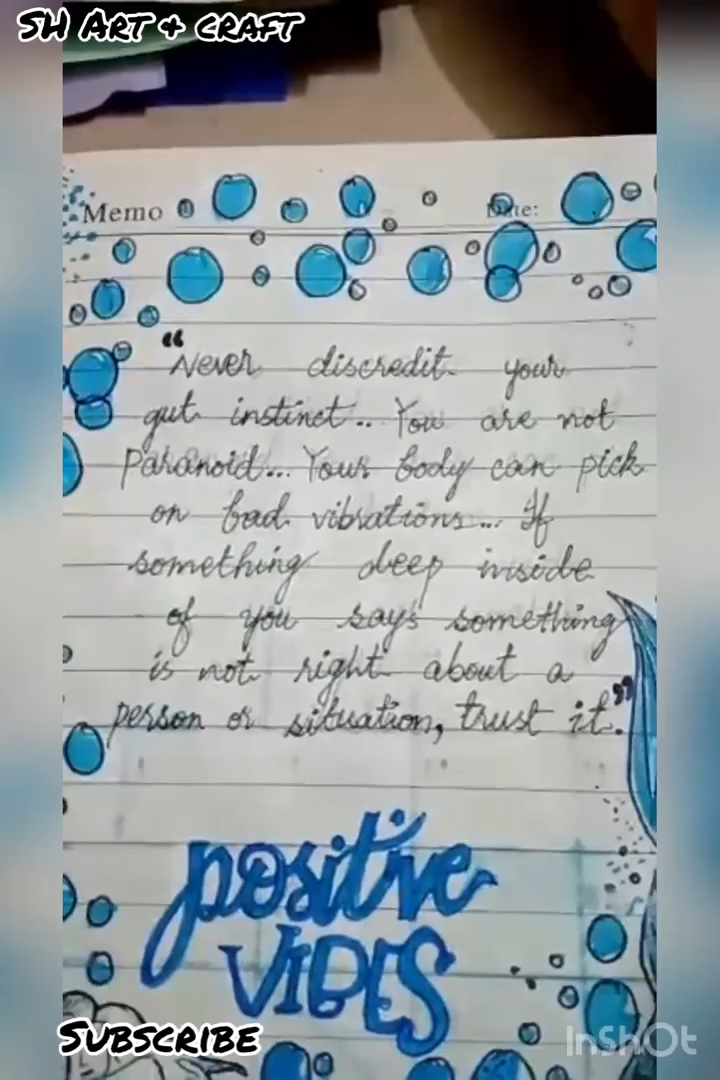 SH ART & CRAFT
Memo
Date:
“Never discredit your
gut instinct.. You are not
Paranoid... Your body can pick
on bad vibrations... If
something deep inside
of you says something
is not right about a
person or situation, trust it.”
positive
VIBES
SUBSCRIBE
InShOt